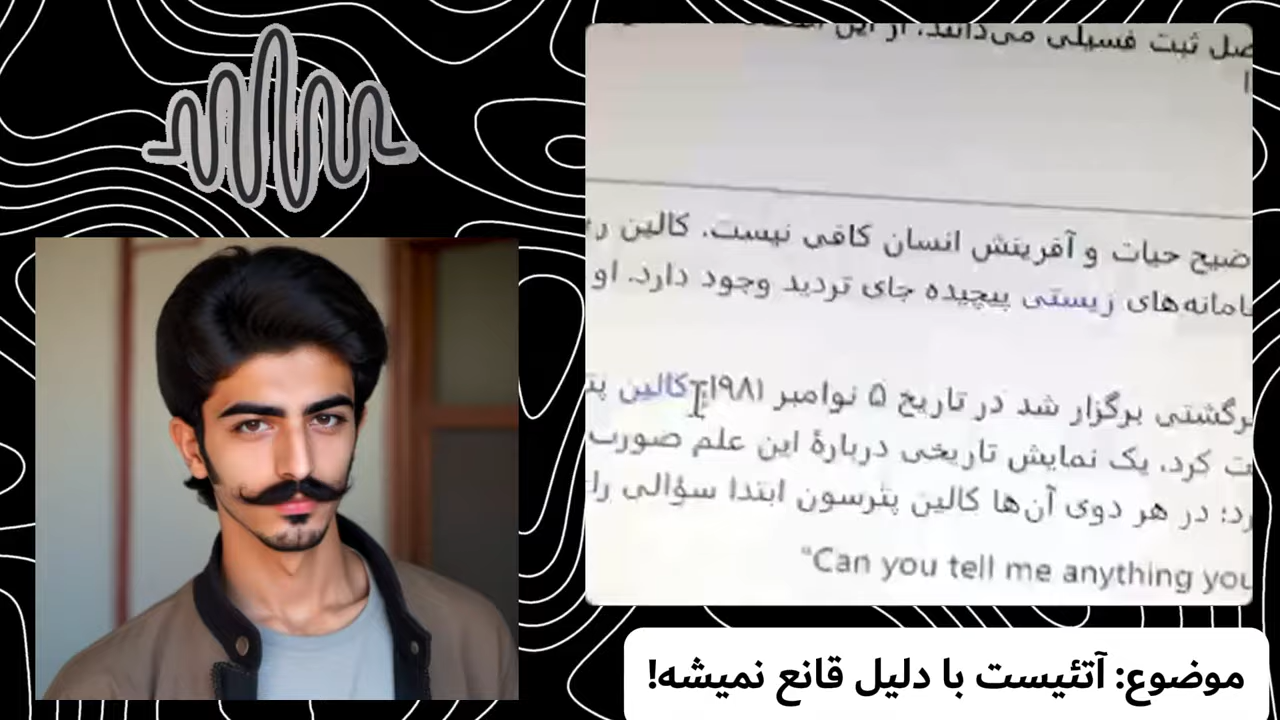 صل ثبت فسیلی می‌دانند. از این
ضیح حیات و آفرینش انسان کافی نیست. کالین
امانه‌های زیستی پیچیده جای تردید وجود دارد. او
رگشتی برگزار شد در تاریخ ۵ نوامبر ۱۹۸۱ کالین پت
ت کرد. یک نمایش تاریخی دربارهٔ این علم صورت
رد: در هر دوی آن‌ها کالین پترسون ابتدا سؤالی را
"Can you tell me anything you
موضوع: آتئیست با دلیل قانع نمیشه!